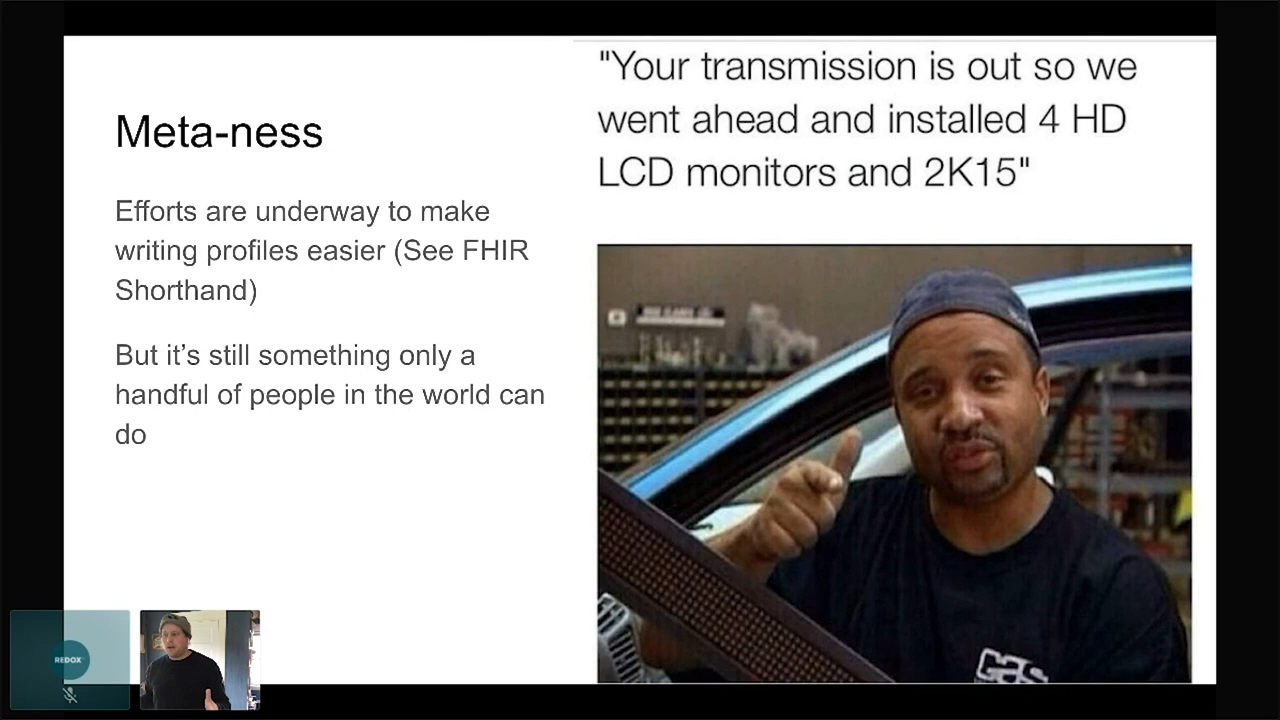 Meta-ness
Efforts are underway to make
writing profiles easier (See FHIR
Shorthand)
But it’s still something only a
handful of people in the world can
do
"Your transmission is out so we
went ahead and installed 4 HD
LCD monitors and 2K15"
REDOX